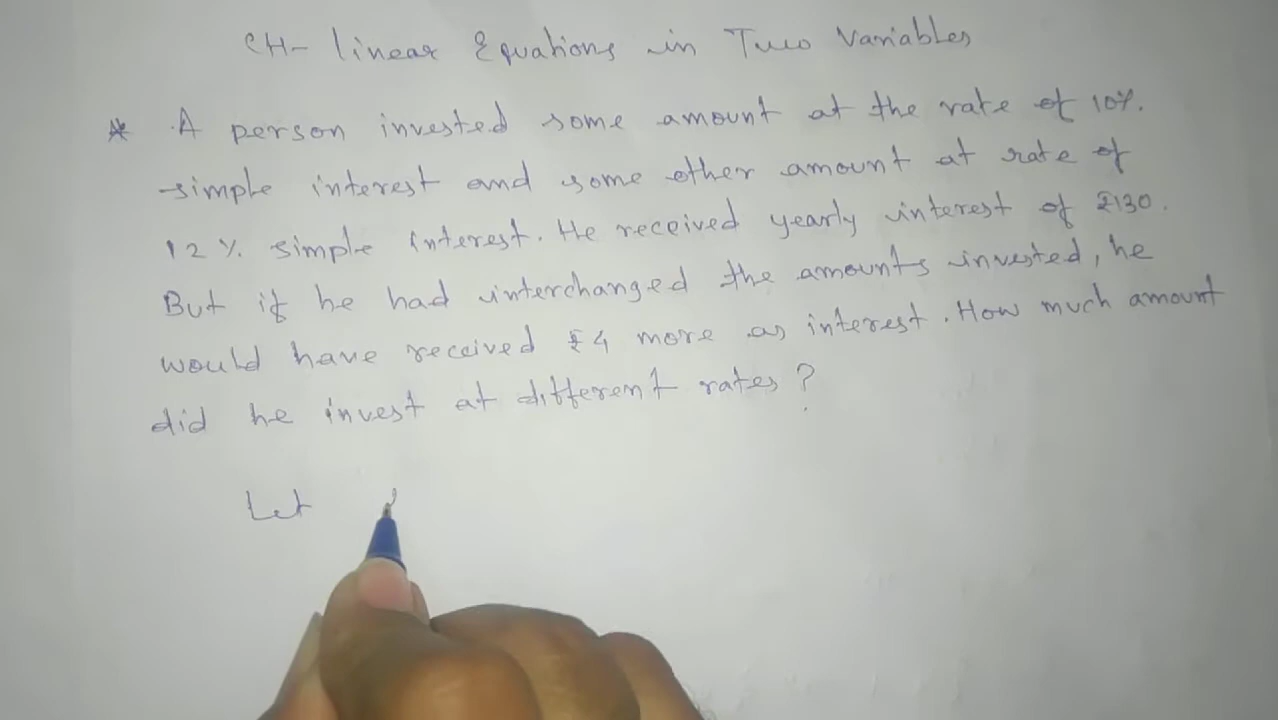 CH- linear Equations in Two Variables
* A person invested some amount at the rate of 10%.
simple interest and some other amount at rate of
12% simple interest. He received yearly interest of ₹130.
But if he had interchanged the amounts invested, he
would have received ₹4 more as interest. How much amount
did he invest at different rates?
Let